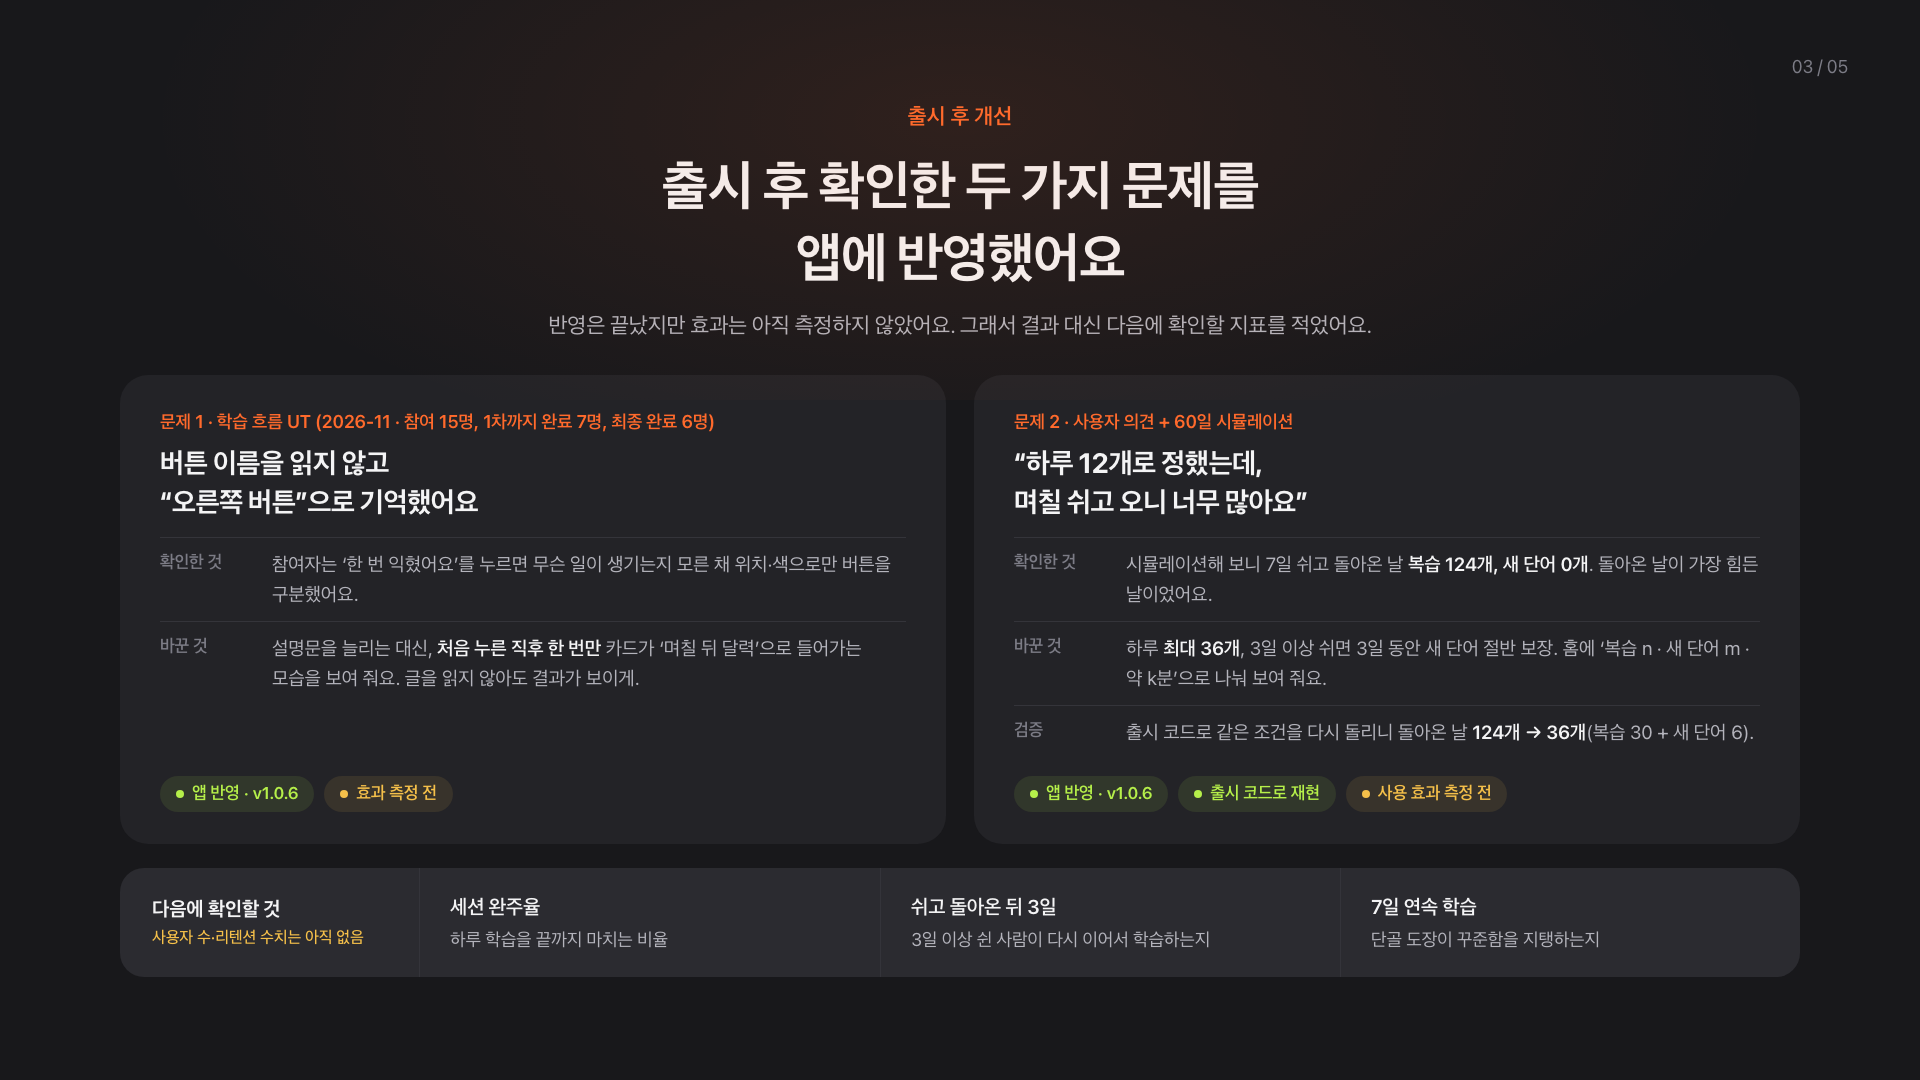 03 / 05
출시 후 개선
출시 후 확인한 두 가지 문제를
앱에 반영했어요
반영은 끝났지만 효과는 아직 측정하지 않았어요. 그래서 결과 대신 다음에 확인할 지표를 적었어요.
문제 1 · 학습 흐름 UT (2026-11 · 참여 15명, 1차까지 완료 7명, 최종 완료 6명)
버튼 이름을 읽지 않고
“오른쪽 버튼”으로 기억했어요
확인한 것
참여자는 ‘한 번 익혔어요’를 누르면 무슨 일이 생기는지 모른 채 위치·색으로만 버튼을
구분했어요.
바꾼 것
설명문을 늘리는 대신, 처음 누른 직후 한 번만 카드가 ‘며칠 뒤 달력’으로 들어가는
모습을 보여 줘요. 글을 읽지 않아도 결과가 보이게.
앱 반영 · v1.0.6
효과 측정 전
문제 2 · 사용자 의견 + 60일 시뮬레이션
“하루 12개로 정했는데,
며칠 쉬고 오니 너무 많아요”
확인한 것
시뮬레이션해 보니 7일 쉬고 돌아온 날 복습 124개, 새 단어 0개. 돌아온 날이 가장 힘든
날이었어요.
바꾼 것
하루 최대 36개, 3일 이상 쉬면 3일 동안 새 단어 절반 보장. 홈에 ‘복습 n · 새 단어 m ·
약 k분’으로 나눠 보여 줘요.
검증
출시 코드로 같은 조건을 다시 돌리니 돌아온 날 124개 → 36개(복습 30 + 새 단어 6).
앱 반영 · v1.0.6
출시 코드로 재현
사용 효과 측정 전
다음에 확인할 것
사용자 수·리텐션 수치는 아직 없음
세션 완주율
하루 학습을 끝까지 마치는 비율
쉬고 돌아온 뒤 3일
3일 이상 쉰 사람이 다시 이어서 학습하는지
7일 연속 학습
단골 도장이 꾸준함을 지탱하는지